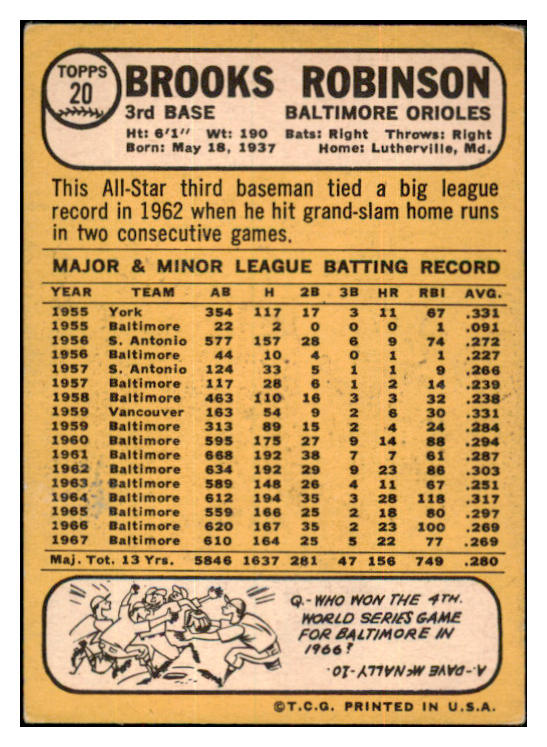 TOPPS
20
BROOKS ROBINSON
3rd BASE BALTIMORE ORIOLES
Ht: 6'1" Wt: 190 Bats: Right Throws: Right
Born: May 18, 1937 Home: Lutherville, Md.
This All-Star third baseman tied a big league
record in 1962 when he hit grand-slam home runs
in two consecutive games.
MAJOR & MINOR LEAGUE BATTING RECORD
YEAR TEAM AB H 2B 3B HR RBI AVG.
1955 York 354 117 17 3 11 67 .331
1955 Baltimore 22 2 0 0 0 1 .091
1956 S. Antonio 577 157 28 6 9 74 .272
1956 Baltimore 44 10 4 0 1 1 .227
1957 S. Antonio 124 33 5 1 1 9 .266
1957 Baltimore 117 28 6 1 2 14 .239
1958 Baltimore 463 110 16 3 3 32 .238
1959 Vancouver 163 54 9 2 6 30 .331
1959 Baltimore 313 89 15 2 4 24 .284
1960 Baltimore 595 175 27 9 14 88 .294
1961 Baltimore 668 192 38 7 7 61 .287
1962 Baltimore 634 192 29 9 23 86 .303
1963 Baltimore 589 148 26 4 11 67 .251
1964 Baltimore 612 194 35 3 28 118 .317
1965 Baltimore 559 166 25 2 18 80 .297
1966 Baltimore 620 167 35 2 23 100 .269
1967 Baltimore 610 164 25 5 22 77 .269
Maj. Tot. 13 Yrs. 5846 1637 281 47 156 749 .280
Q.-WHO WON THE 4TH.
WORLD SERIES GAME
FOR BALTIMORE IN
1966?
A-DAVE McNALLY-10.
©T.C.G. PRINTED IN U.S.A.